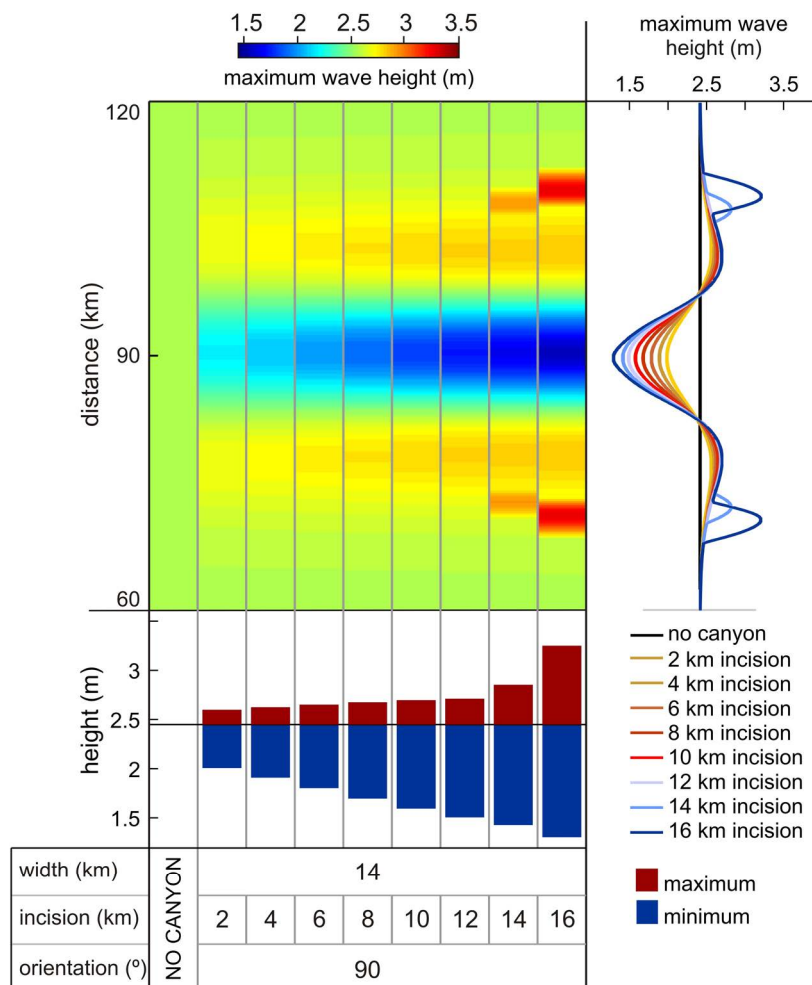 1.5 2 2.5 3 3.5
maximum wave height (m)
maximum wave
height (m)
1.5 2.5 3.5
120
90
60
distance (km)
3
2.5
2
1.5
height (m)
no canyon
2 km incision
4 km incision
6 km incision
8 km incision
10 km incision
12 km incision
14 km incision
16 km incision
maximum
minimum
width (km) 14
incision (km) 2 4 6 8 10 12 14 16
orientation (º) 90
NO CANYON